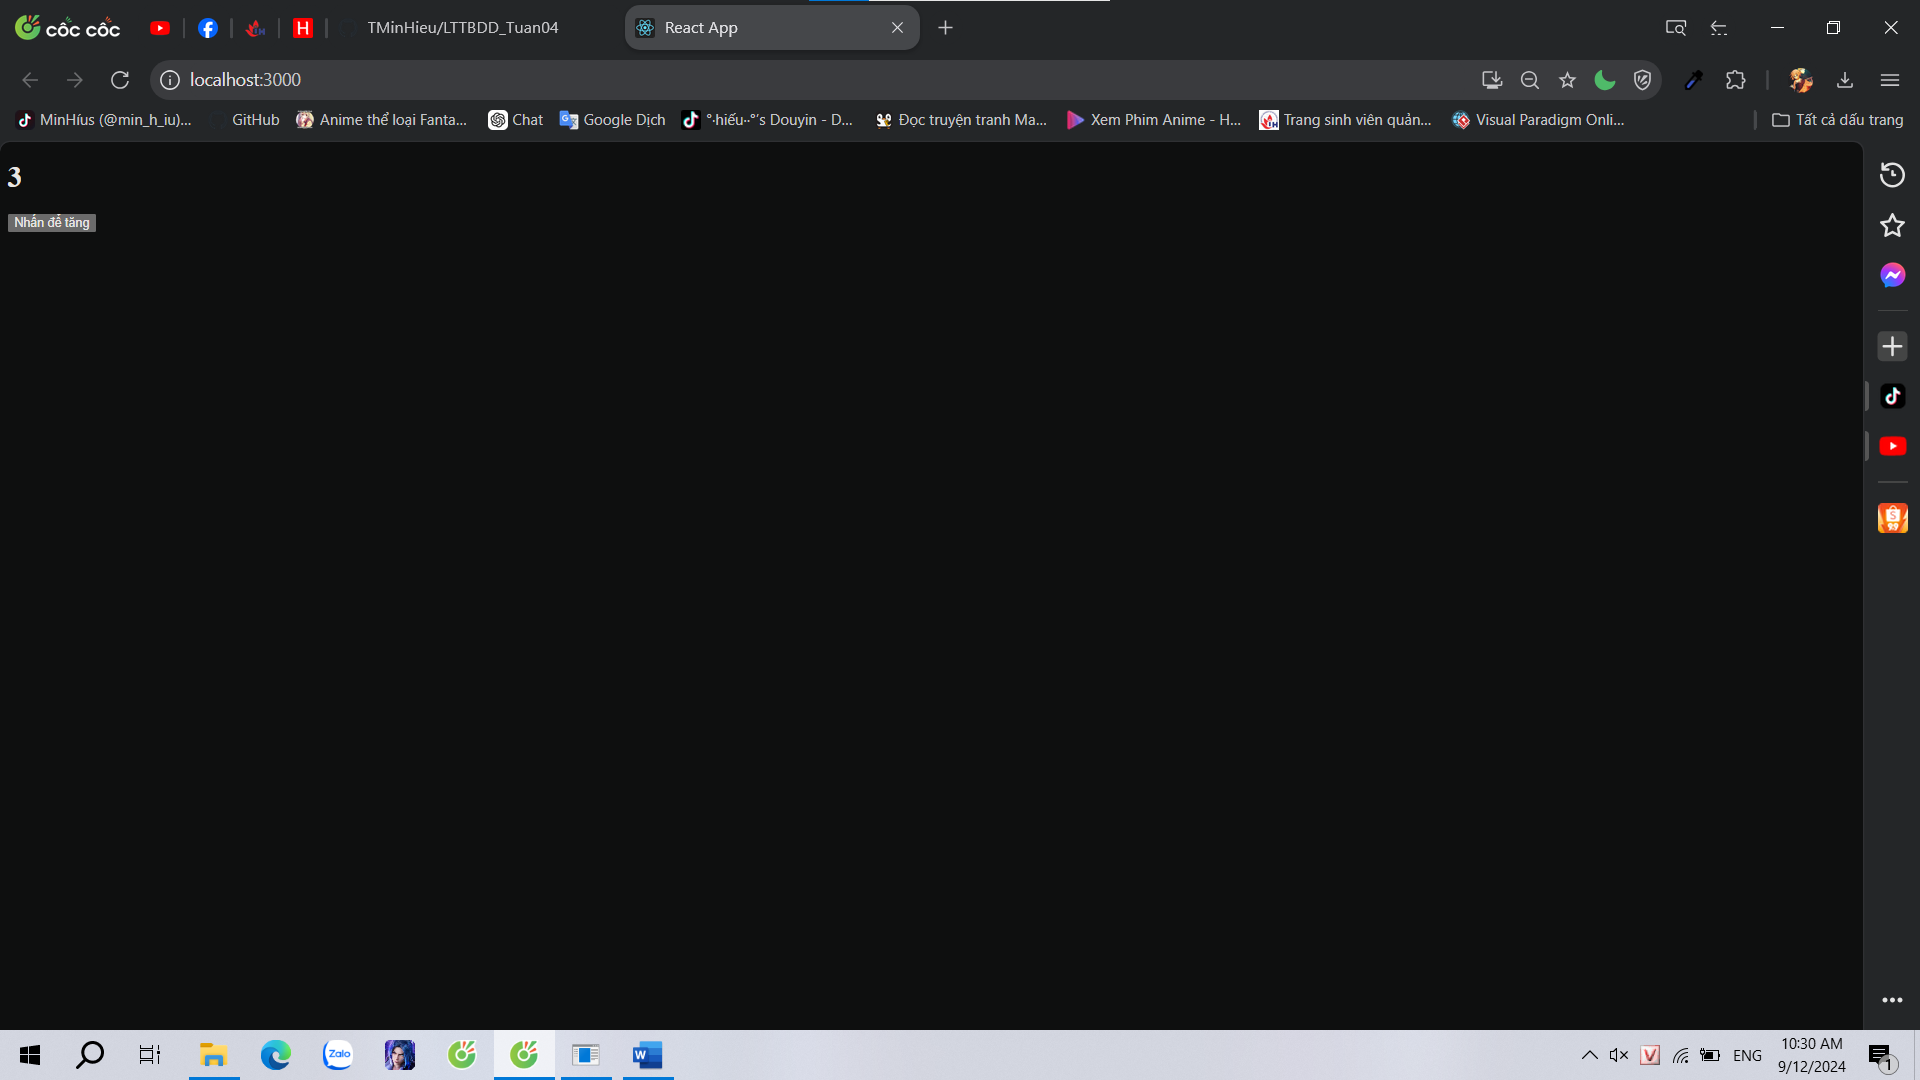 cốc cốc
TMinHieu/LTTBDD_Tuan04
React App
localhost:3000
MinHíus (@min_h_iu)...
GitHub
Anime thể loại Fanta...
Chat
Google Dịch
°·hiếu·‧°’s Douyin - D...
Đọc truyện tranh Ma...
Xem Phim Anime - H...
Trang sinh viên quản...
Visual Paradigm Onli...
Tất cả dấu trang
3
Nhấn để tăng
Zalo
ENG
10:30 AM
9/12/2024
1